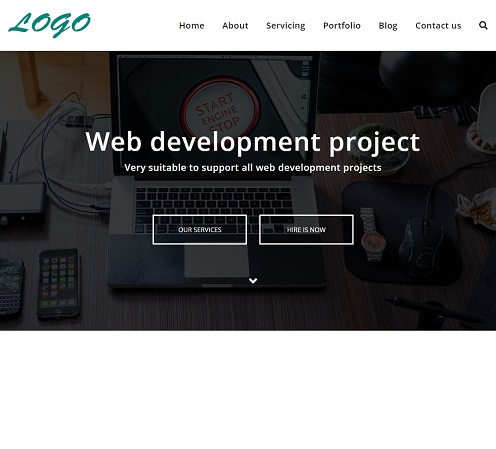 LOGO
Home About Servicing Portfolio Blog Contact us
START
ENGINE
STOP
Web development project
Very suitable to support all web development projects
OUR SERVICES HIRE IS NOW